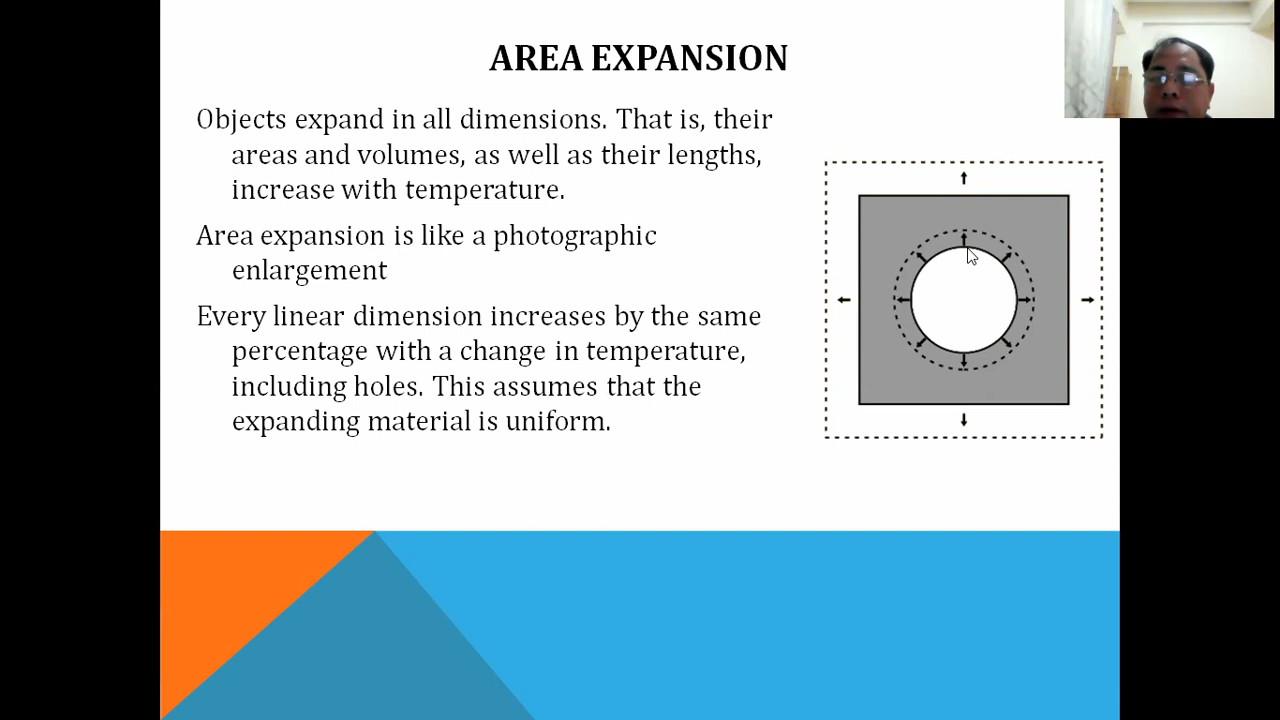 AREA EXPANSION
Objects expand in all dimensions. That is, their
areas and volumes, as well as their lengths,
increase with temperature.
Area expansion is like a photographic
enlargement
Every linear dimension increases by the same
percentage with a change in temperature,
including holes. This assumes that the
expanding material is uniform.